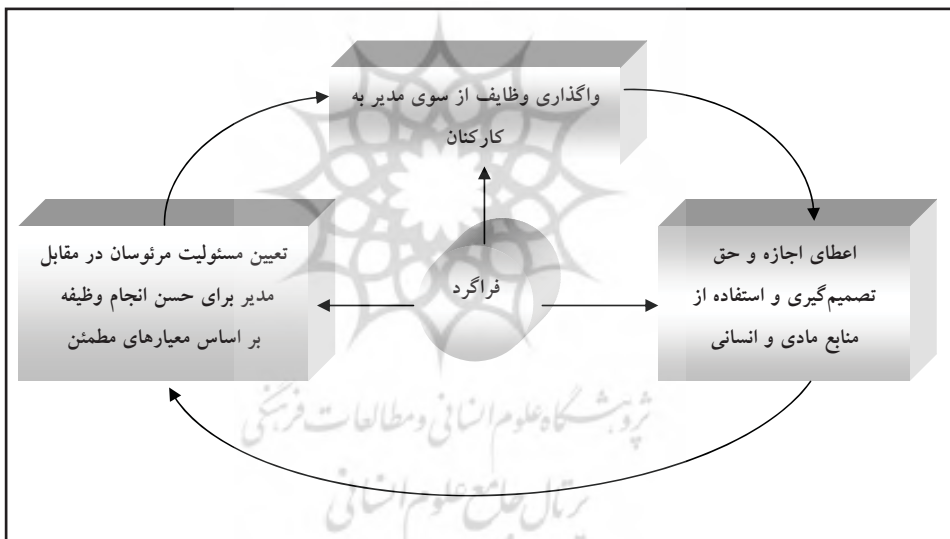 واگذاری وظایف از سوی مدیر به
کارکنان
اعطای اجازه و حق
تصمیم‌گیری و استفاده از
منابع مادی و انسانی
فراگرد
تعیین مسئولیت مرئوسان در مقابل
مدیر برای حسن انجام وظیفه
بر اساس معیارهای مطمئن
پژوهشگاه علوم انسانی و مطالعات فرهنگی
پرتال جامع علوم انسانی